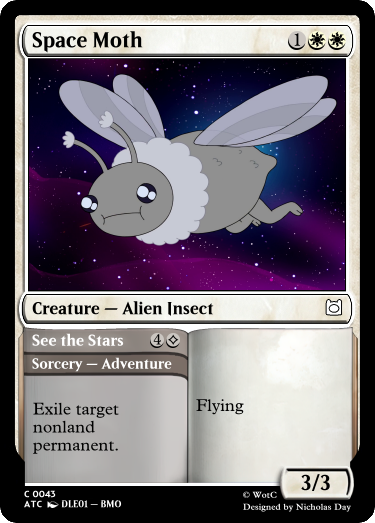 Space Moth 1
Creature — Alien Insect
See the Stars 4
Sorcery — Adventure
Exile target
nonland
permanent.
Flying
3/3
C 0043
ATC DLE01 — BMO
© WotC
Designed by Nicholas Day